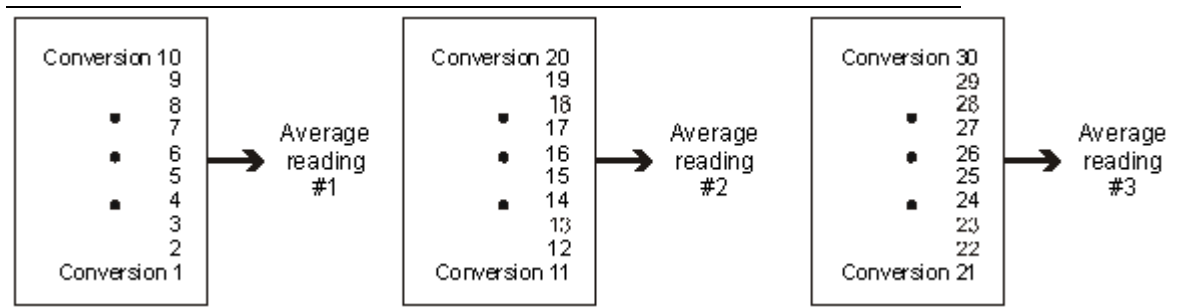 Conversion 10
9
8
7
6
5
4
3
2
Conversion 1
Average
reading
#1
Conversion 20
19
18
17
16
15
14
13
12
Conversion 11
Average
reading
#2
Conversion 30
29
28
27
26
25
24
23
22
Conversion 21
Average
reading
#3